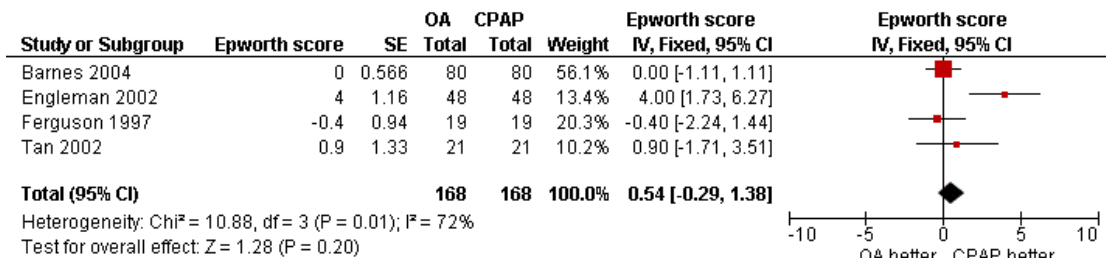 OA CPAP Epworth score Epworth score
Study or Subgroup Epworth score SE Total Total Weight IV, Fixed, 95% CI IV, Fixed, 95% CI
Barnes 2004 0 0.566 80 80 56.1% 0.00 [-1.11, 1.11]
Engleman 2002 4 1.16 48 48 13.4% 4.00 [1.73, 6.27]
Ferguson 1997 -0.4 0.94 19 19 20.3% -0.40 [-2.24, 1.44]
Tan 2002 0.9 1.33 21 21 10.2% 0.90 [-1.71, 3.51]
Total (95% CI) 168 168 100.0% 0.54 [-0.29, 1.38]
Heterogeneity: Chi² = 10.88, df = 3 (P = 0.01); I² = 72%
Test for overall effect: Z = 1.28 (P = 0.20)
-10 -5 0 5 10
OA better CPAP better